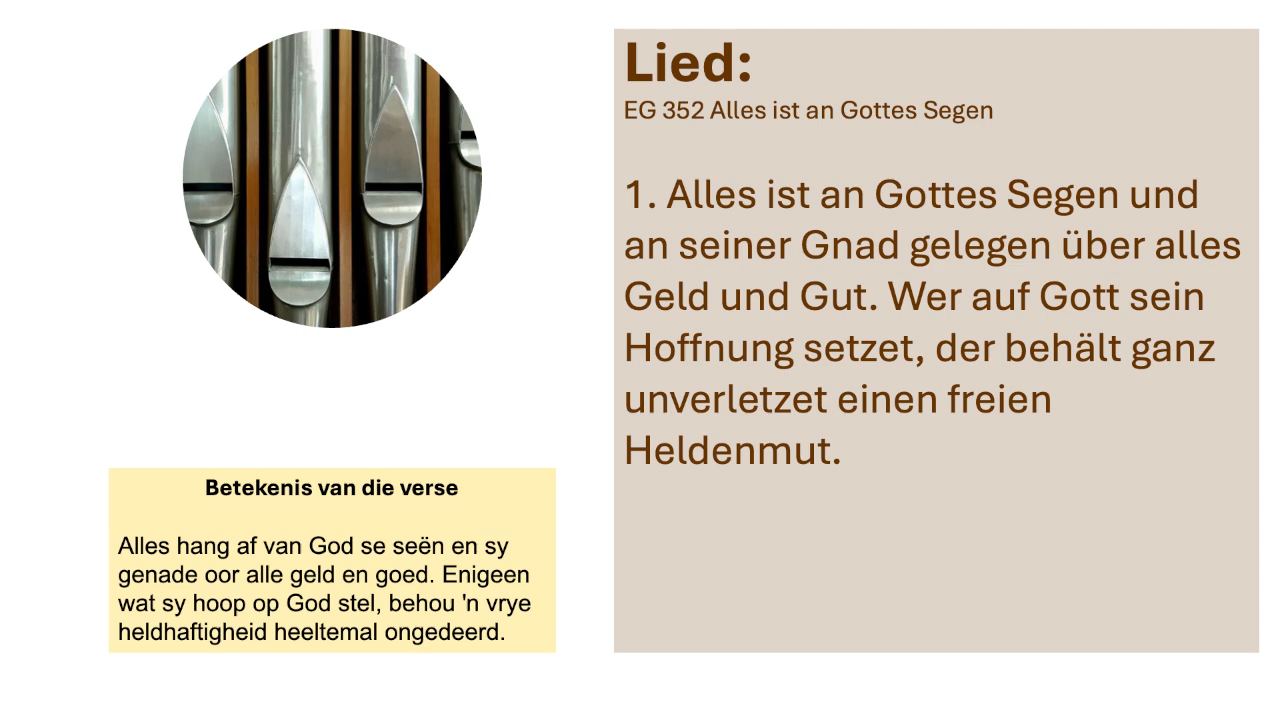 Lied:
EG 352 Alles ist an Gottes Segen
1. Alles ist an Gottes Segen und
an seiner Gnad gelegen über alles
Geld und Gut. Wer auf Gott sein
Hoffnung setzet, der behält ganz
unverletzet einen freien
Heldenmut.
Betekenis van die verse
Alles hang af van God se seën en sy
genade oor alle geld en goed. Enigeen
wat sy hoop op God stel, behou 'n vrye
heldhaftigheid heeltemal ongedeerd.